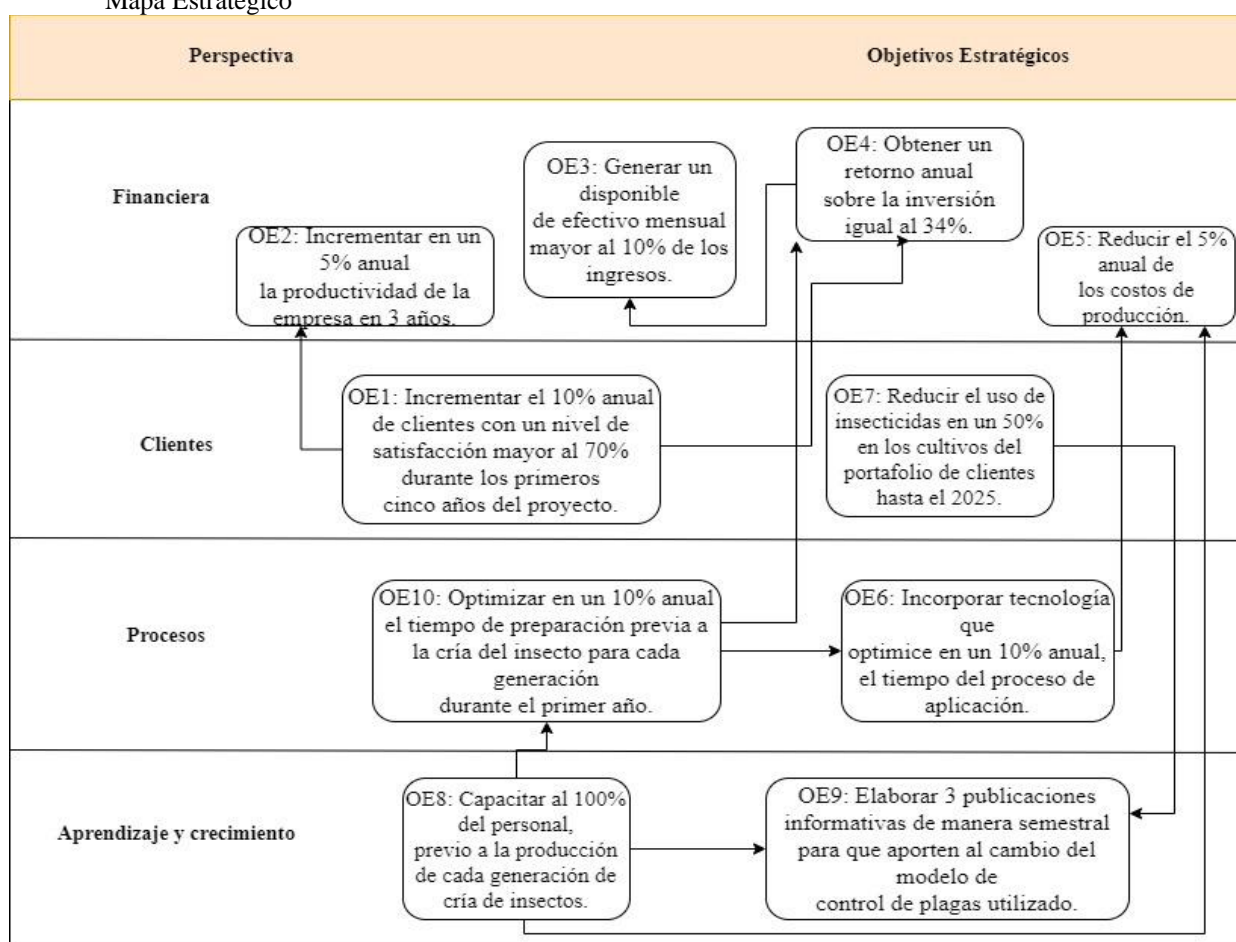 Mapa Estratégico
Perspectiva
Objetivos Estratégicos
Financiera
OE2: Incrementar en un
5% anual
la productividad de la
empresa en 3 años.
OE3: Generar un
disponible
de efectivo mensual
mayor al 10% de los
ingresos.
OE4: Obtener un
retorno anual
sobre la inversión
igual al 34%.
OE5: Reducir el 5%
anual de
los costos de
producción.
Clientes
OE1: Incrementar el 10% anual
de clientes con un nivel de
satisfacción mayor al 70%
durante los primeros
cinco años del proyecto.
OE7: Reducir el uso de
insecticidas en un 50%
en los cultivos del
portafolio de clientes
hasta el 2025.
Procesos
OE10: Optimizar en un 10% anual
el tiempo de preparación previa a
la cría del insecto para cada
generación
durante el primer año.
OE6: Incorporar tecnología
que
optimice en un 10% anual,
el tiempo del proceso de
aplicación.
Aprendizaje y crecimiento
OE8: Capacitar al 100%
del personal,
previo a la producción
de cada generación de
cría de insectos.
OE9: Elaborar 3 publicaciones
informativas de manera semestral
para que aporten al cambio del
modelo de
control de plagas utilizado.